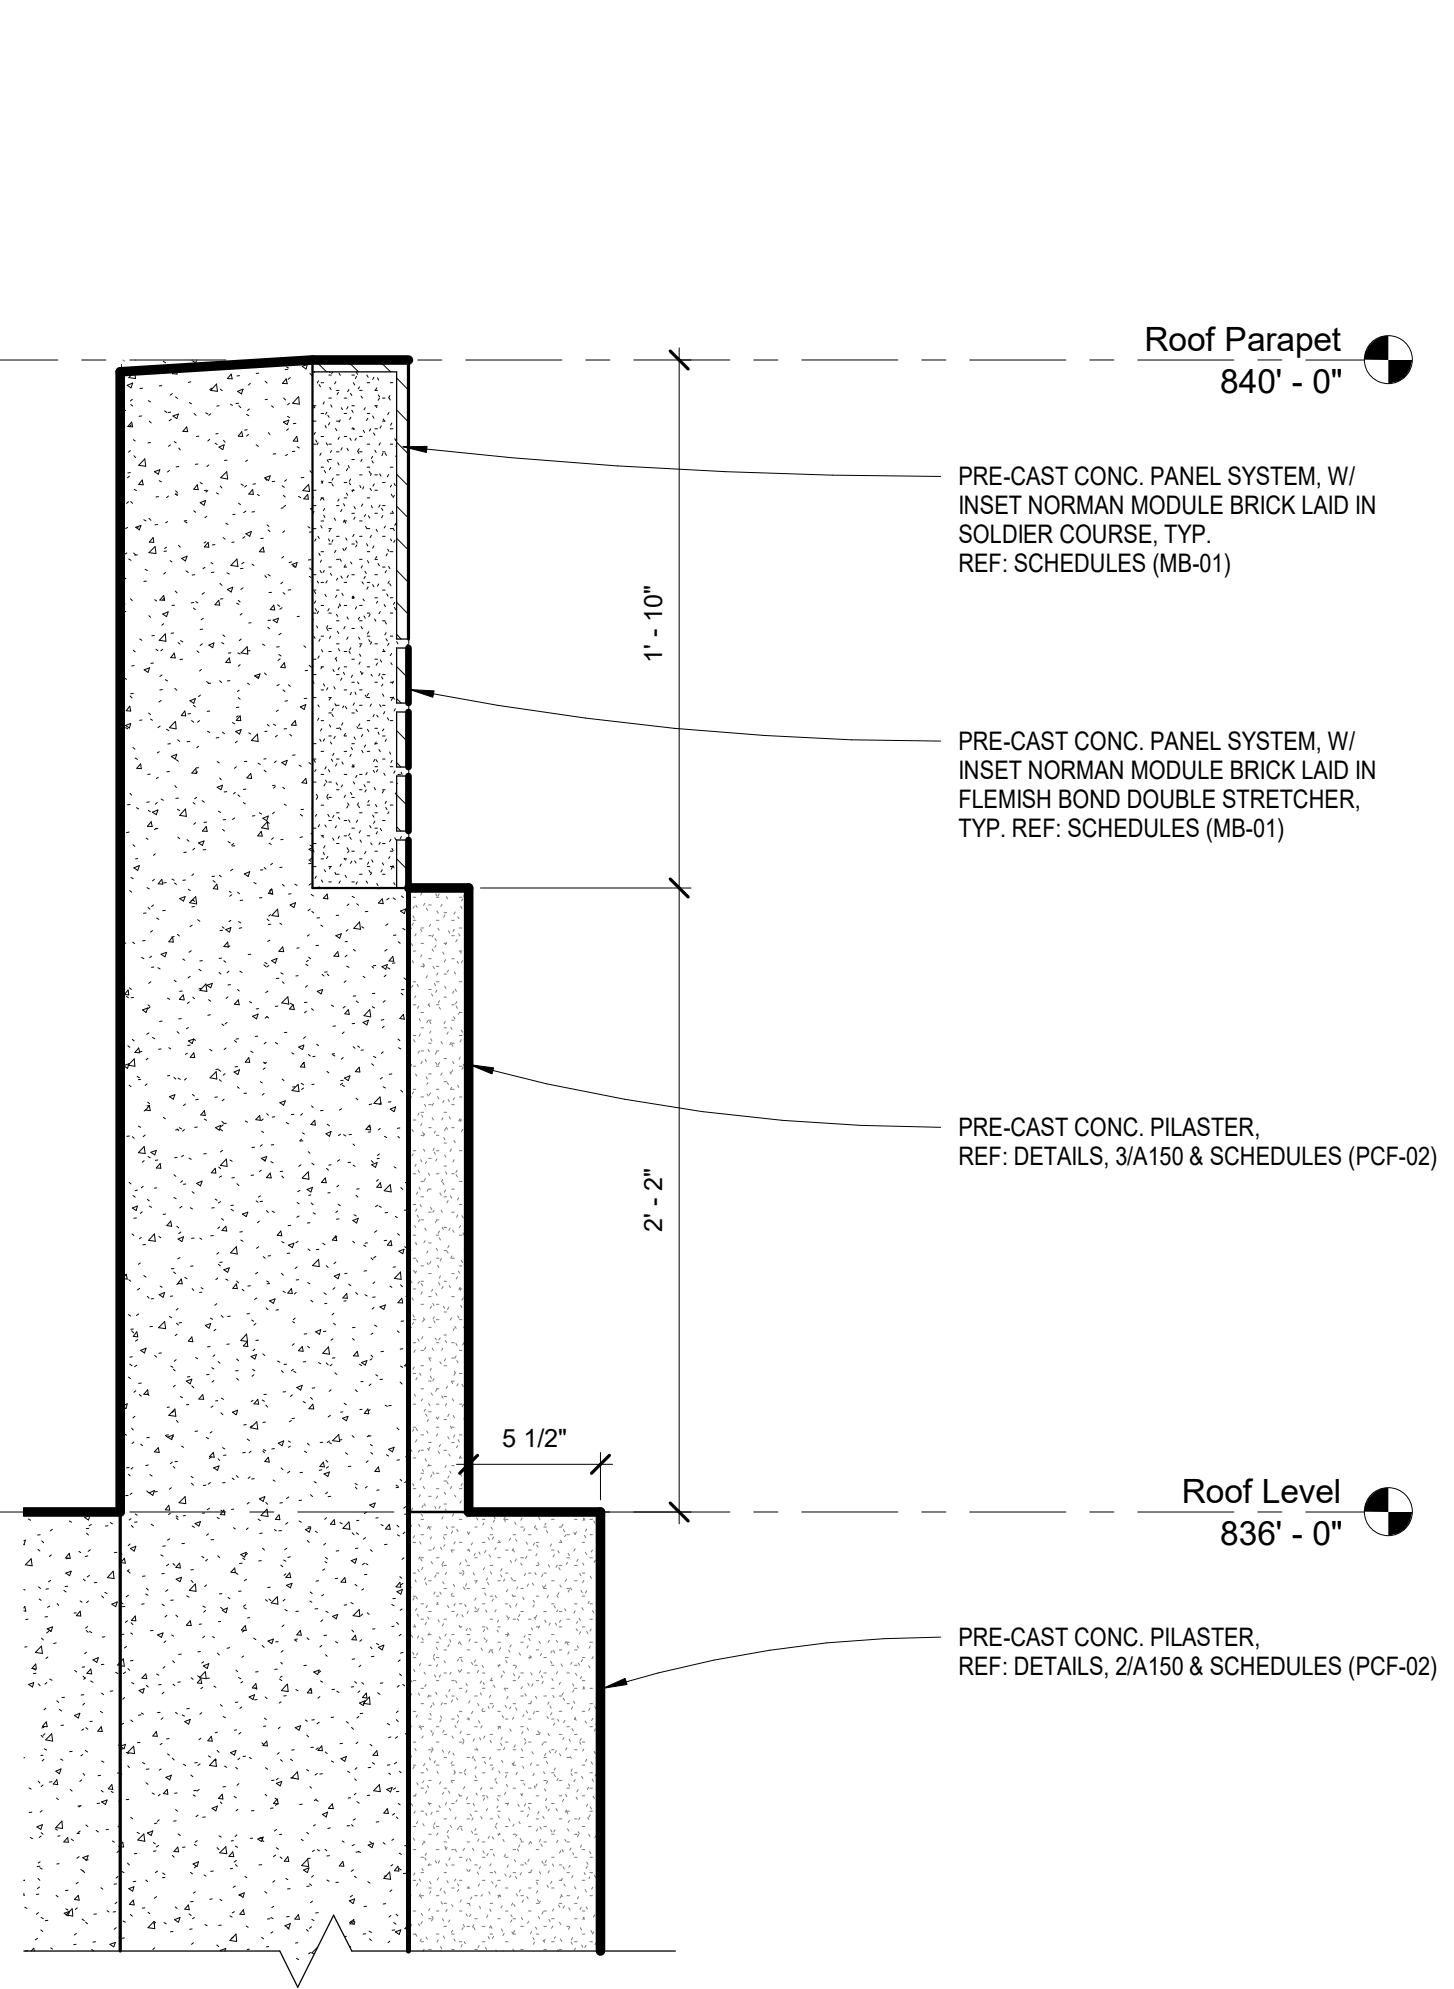 Roof Parapet
840' - 0"
PRE-CAST CONC. PANEL SYSTEM, W/
INSET NORMAN MODULE BRICK LAID IN
SOLDIER COURSE, TYP.
REF: SCHEDULES (MB-01)
1' - 10"
PRE-CAST CONC. PANEL SYSTEM, W/
INSET NORMAN MODULE BRICK LAID IN
FLEMISH BOND DOUBLE STRETCHER,
TYP. REF: SCHEDULES (MB-01)
PRE-CAST CONC. PILASTER,
REF: DETAILS, 3/A150 & SCHEDULES (PCF-02)
2' - 2"
5 1/2"
Roof Level
836' - 0"
PRE-CAST CONC. PILASTER,
REF: DETAILS, 2/A150 & SCHEDULES (PCF-02)